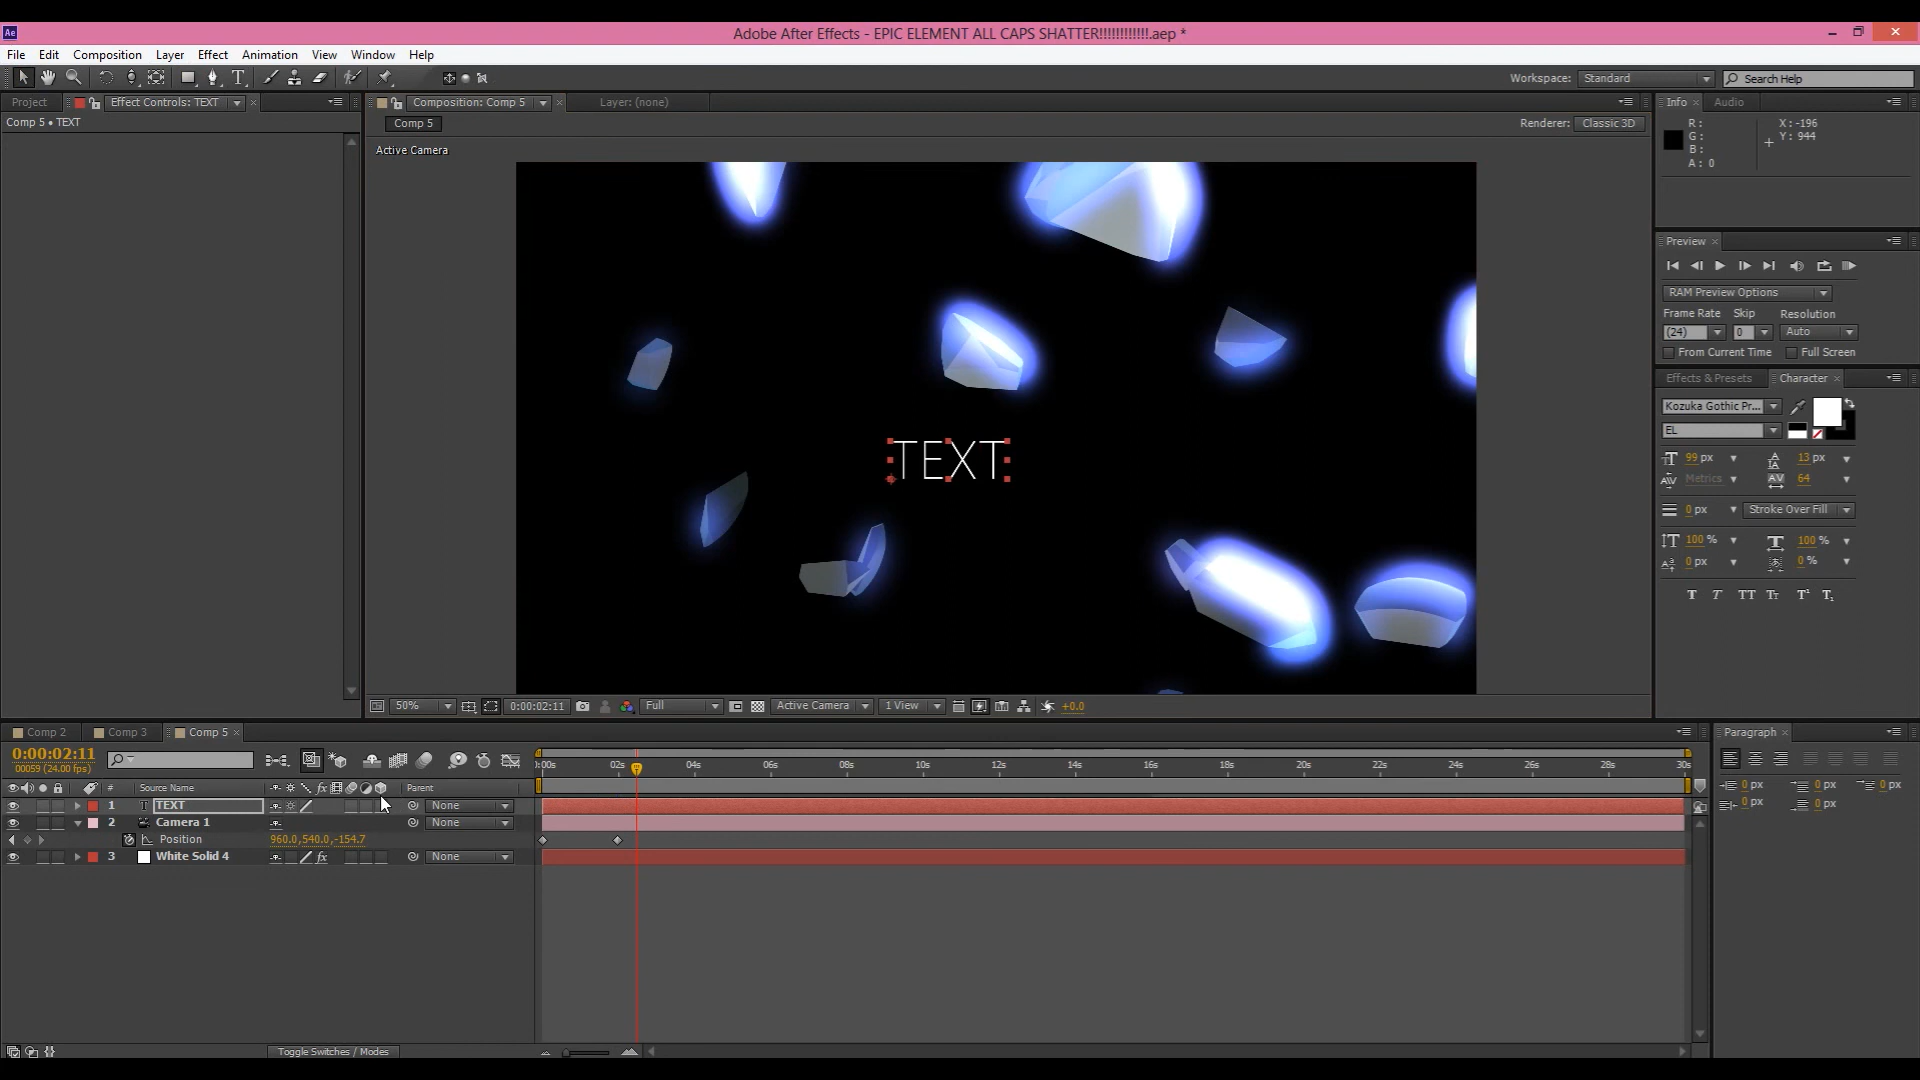 Ae
Adobe After Effects - EPIC ELEMENT ALL CAPS SHATTER!!!!!!!!!!!!.aep *
File Edit Composition Layer Effect Animation View Window Help
Workspace: Standard Search Help
Project Effect Controls: TEXT Composition: Comp 5 Layer: (none) Info Audio
Comp 5 • TEXT
Comp 5
Renderer: Classic 3D
Active Camera
R :
G :
B :
A : 0
X : -196
Y : 944
Preview
RAM Preview Options
Frame Rate Skip Resolution
(24) 0 Auto
From Current Time Full Screen
Effects & Presets Character
Kozuka Gothic Pr...
EL
TEXT
99 px 13 px
Metrics 64
0 px Stroke Over Fill
100 % 100 %
0 px 0 %
T T TT TT T¹ T₁
50% 0:00:02:11 Full Active Camera 1 View +0.0
Comp 2 Comp 3 Comp 5 Paragraph
0:00:02:11
00059 (24.00 fps)
0:00s 02s 04s 06s 08s 10s 12s 14s 16s 18s 20s 22s 24s 26s 28s 30s
# Source Name fx Parent
1 T TEXT None
2 Camera 1 None
Position 960.0,540.0,-154.7
3 White Solid 4 fx None
0 px 0 px 0 px
0 px 0 px
Toggle Switches / Modes